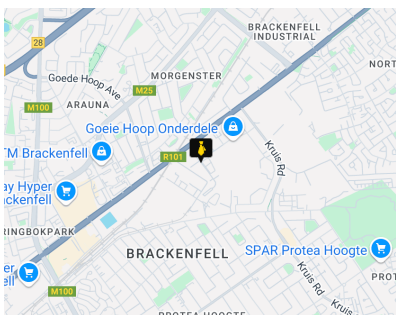 BRACKENFELL
INDUSTRIAL
28
MORGENSTER
NORT
Goede Hoop Ave
M25
M100
ARAUNA
Goeie Hoop Onderdele
TM Brackenfell
R101
Kruis Rd
ay Hyper
ackenfell
RINGBOKPARK
BRACKENFELL
SPAR Protea Hoogte
er
ell
Kruis Rd
PROT
M100
Kruis
PROTEA HOOGTE